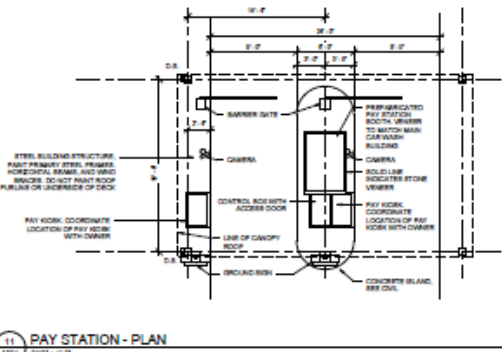 D.S.
BARRIER GATE
PREFABRICATED
PAY STATION
BOOTH. VENEER
TO MATCH MAIN
CAR WASH
BUILDING
STEEL BUILDING STRUCTURE,
PAINT PRIMARY STEEL FRAMES,
HORIZONTAL BEAMS, AND WIND
BRACES. DO NOT PAINT ROOF
PURLINS OR UNDERSIDE OF DECK
CAMERA
CAMERA
SOLID LINE
INDICATES STONE
VENEER
CONTROL BOX WITH
ACCESS DOOR
PAY KIOSK.
COORDINATE
LOCATION OF PAY
KIOSK WITH OWNER
PAY KIOSK. COORDINATE
LOCATION OF PAY KIOSK
WITH OWNER
LINE OF CANOPY
ROOF
D.S.
GROUND SIGN
CONCRETE ISLAND,
SEE CIVIL
11 PAY STATION - PLAN